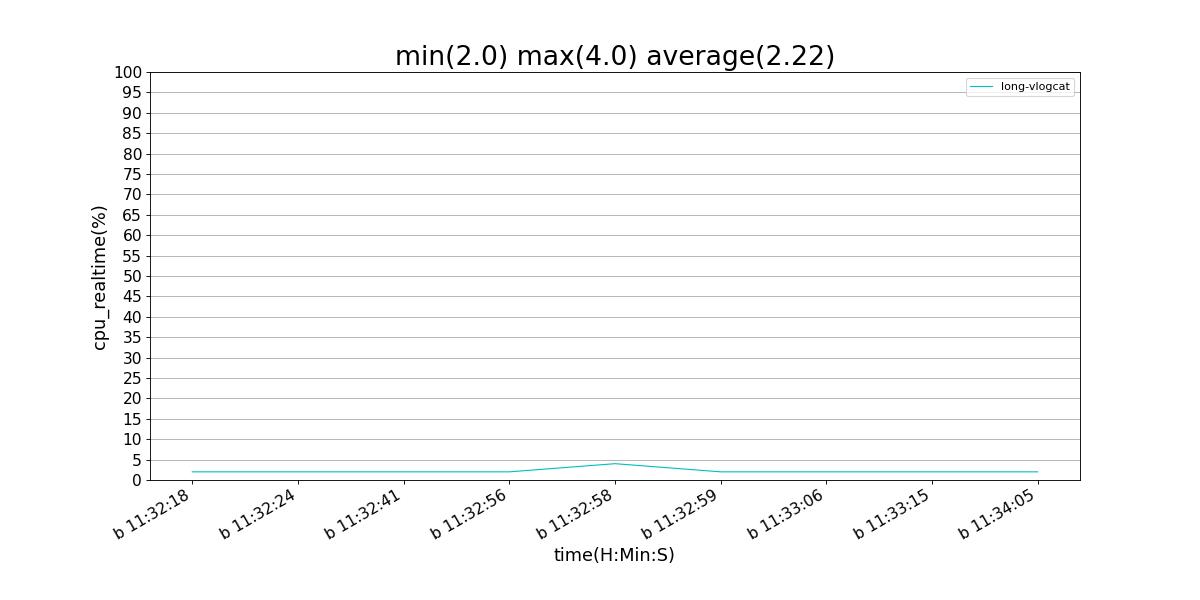 min(2.0) max(4.0) average(2.22)
long-vlogcat
cpu_realtime(%)
100
95
90
85
80
75
70
65
60
55
50
45
40
35
30
25
20
15
10
5
0
b 11:32:18
b 11:32:24
b 11:32:41
b 11:32:56
b 11:32:58
b 11:32:59
b 11:33:06
b 11:33:15
b 11:34:05
time(H:Min:S)